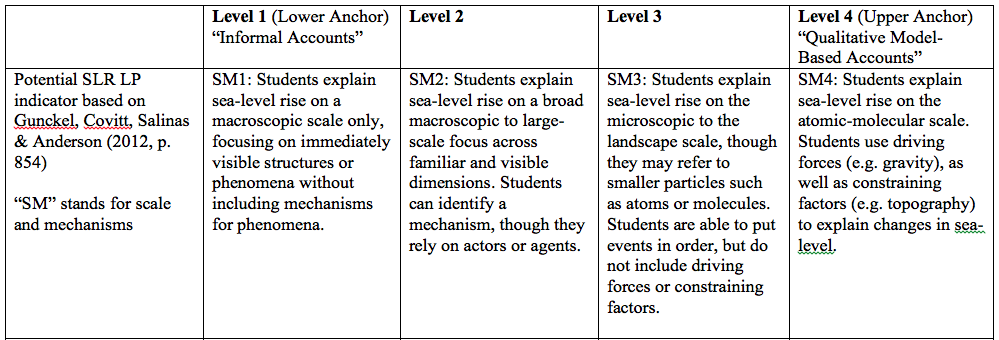 Level 1 (Lower Anchor)
“Informal Accounts”
Level 2
Level 3
Level 4 (Upper Anchor)
“Qualitative Model-
Based Accounts”
Potential SLR LP
indicator based on
Gunckel, Covitt, Salinas
& Anderson (2012, p.
854)
“SM” stands for scale
and mechanisms
SM1: Students explain
sea-level rise on a
macroscopic scale only,
focusing on immediately
visible structures or
phenomena without
including mechanisms
for phenomena.
SM2: Students explain
sea-level rise on a broad
macroscopic to large-
scale focus across
familiar and visible
dimensions. Students
can identify a
mechanism, though they
rely on actors or agents.
SM3: Students explain
sea-level rise on the
microscopic to the
landscape scale, though
they may refer to
smaller particles such
as atoms or molecules.
Students are able to put
events in order, but do
not include driving
forces or constraining
factors.
SM4: Students explain
sea-level rise on the
atomic-molecular scale.
Students use driving
forces (e.g. gravity), as
well as constraining
factors (e.g. topography)
to explain changes in sea-
level.